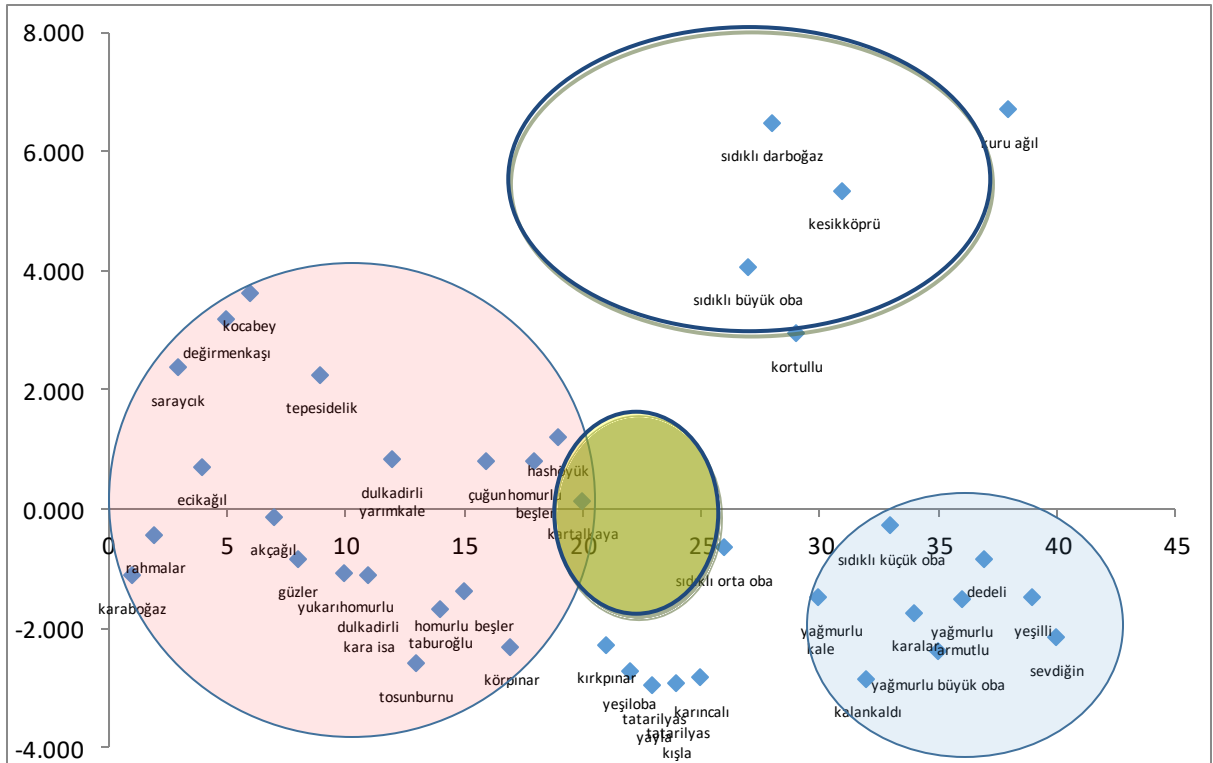 8.000
6.000
4.000
2.000
0.000
-2.000
-4.000
0
5
10
15
20
25
30
35
40
45
kuru ağıl
sıdıklı darboğaz
kesikköprü
sıdıklı büyük oba
kortullu
kocabey
değirmenkaşı
saraycık
tepesidelik
hashöyük
ecikağıl
dulkadirli
yarımkale
çuğun
homurlu
beşler
kartalkaya
akçağıl
rahmalar
karaboğaz
güzler
yukarıhomurlu
dulkadirli
kara isa
homurlu beşler
taburoğlu
tosunburnu
körpınar
sıdıklı orta oba
kırkpınar
yeşiloba
tatarilyas
yayla
tatarilyas
kışla
karıncalı
sıdıklı küçük oba
dedeli
yağmurlu
kale
karalar
yağmurlu
armutlu
yeşilli
sevdiğin
yağmurlu büyük oba
kalankaldı